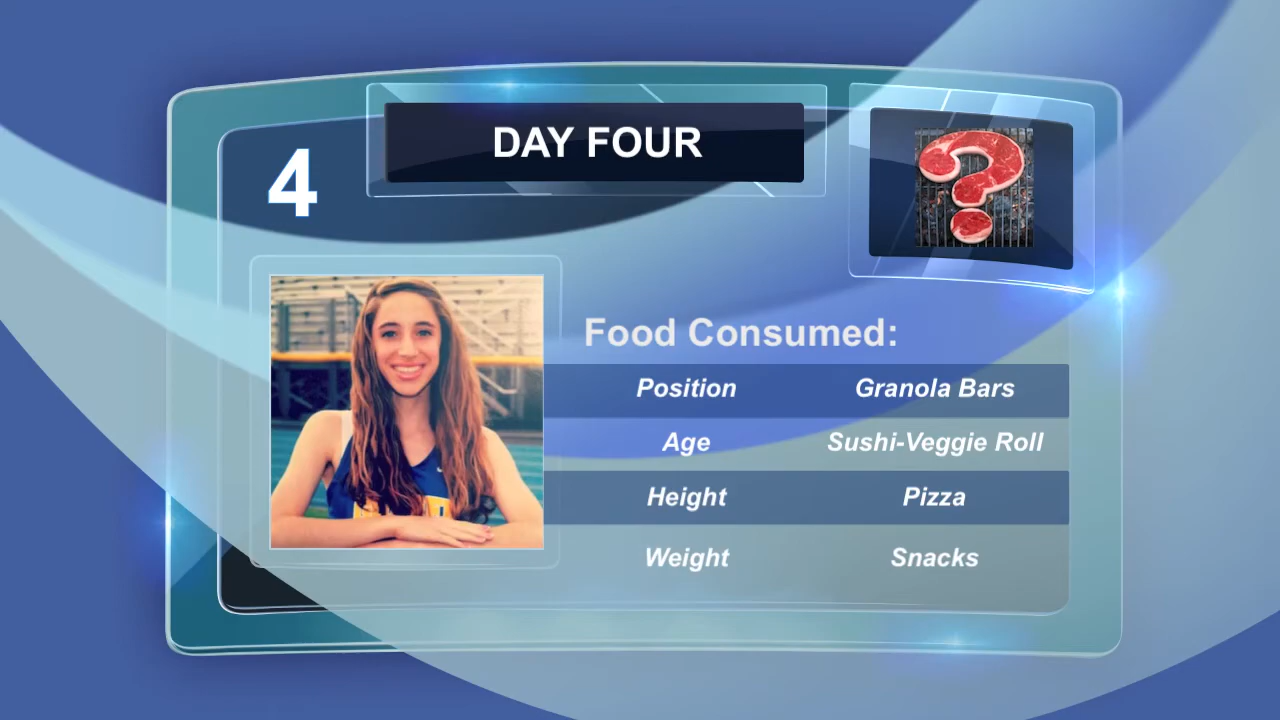 DAY FOUR
4
Food Consumed:
Position Granola Bars
Age Sushi-Veggie Roll
Height Pizza
Weight Snacks